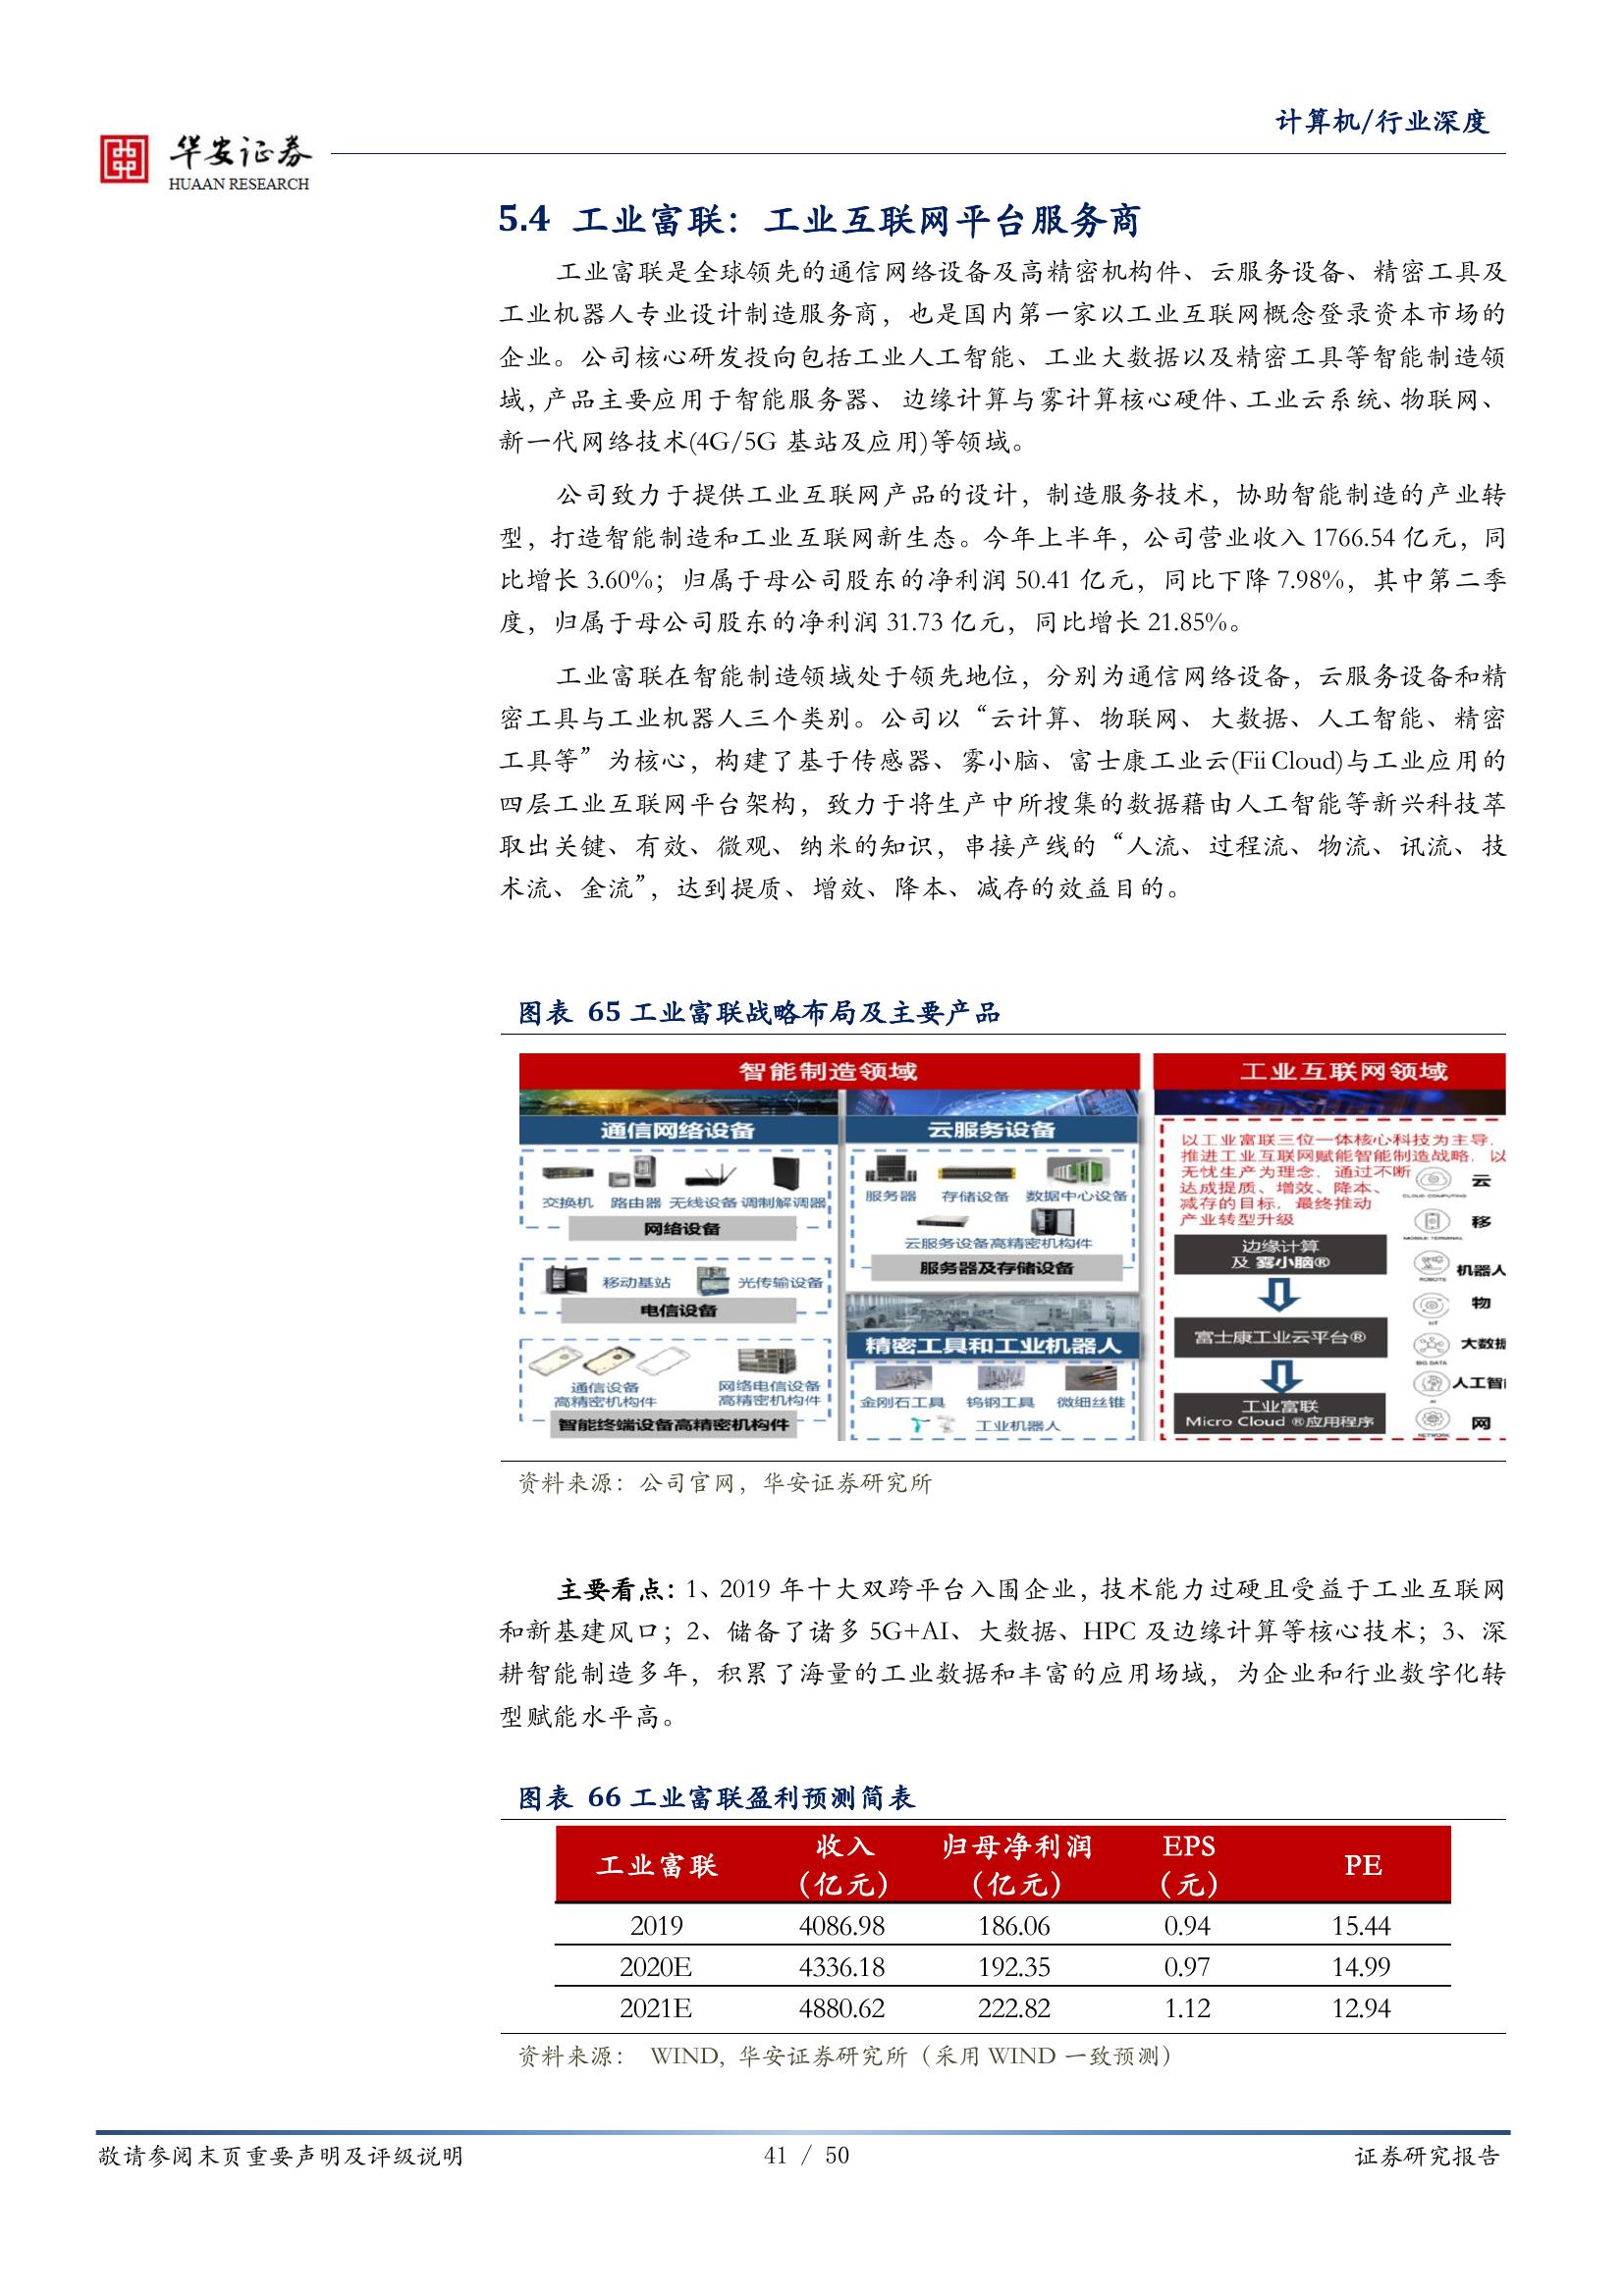 计算机/行业深度
华安证券
HUAAN RESEARCH
5.4 工业富联：工业互联网平台服务商
工业富联是全球领先的通信网络设备及高精密机构件、云服务设备、精密工具及
工业机器人专业设计制造服务商，也是国内第一家以工业互联网概念登录资本市场的
企业。公司核心研发投向包括工业人工智能、工业大数据以及精密工具等智能制造领
域，产品主要应用于智能服务器、 边缘计算与雾计算核心硬件、工业云系统、物联网、
新一代网络技术(4G/5G 基站及应用)等领域。
公司致力于提供工业互联网产品的设计，制造服务技术，协助智能制造的产业转
型，打造智能制造和工业互联网新生态。今年上半年，公司营业收入 1766.54 亿元，同
比增长 3.60%；归属于母公司股东的净利润 50.41 亿元，同比下降 7.98%，其中第二季
度，归属于母公司股东的净利润 31.73 亿元，同比增长 21.85%。
工业富联在智能制造领域处于领先地位，分别为通信网络设备，云服务设备和精
密工具与工业机器人三个类别。公司以“云计算、物联网、大数据、人工智能、精密
工具等”为核心，构建了基于传感器、雾小脑、富士康工业云(Fii Cloud)与工业应用的
四层工业互联网平台架构，致力于将生产中所搜集的数据藉由人工智能等新兴科技萃
取出关键、有效、微观、纳米的知识，串接产线的“人流、过程流、物流、讯流、技
术流、金流”，达到提质、增效、降本、减存的效益目的。
图表 65 工业富联战略布局及主要产品
智能制造领域
通信网络设备
交换机 路由器 无线设备 调制解调器
网络设备
移动基站 光传输设备
电信设备
通信设备 网络电信设备
高精密机构件 高精密机构件
智能终端设备高精密机构件
云服务设备
服务器 存储设备 数据中心设备
云服务设备高精密机构件
服务器及存储设备
精密工具和工业机器人
金刚石工具 钨钢工具 微细丝锥
工业机器人
工业互联网领域
以工业富联三位一体核心科技为主导，
推进工业互联网赋能智能制造战略，以
无忧生产为理念，通过不断
达成提质、增效、降本、
减存的目标，最终推动
产业转型升级
边缘计算
及 雾小脑®
富士康工业云平台®
工业富联
Micro Cloud ®应用程序
云
CLOUD COMPUTING
移
MOBILE TERMINAL
机器人
ROBOTS
物
IoT
大数据
BIG DATA
人工智
AI
网
NETWORK
资料来源：公司官网，华安证券研究所
主要看点：1、2019 年十大双跨平台入围企业，技术能力过硬且受益于工业互联网
和新基建风口；2、储备了诸多 5G+AI、大数据、HPC 及边缘计算等核心技术；3、深
耕智能制造多年，积累了海量的工业数据和丰富的应用场域，为企业和行业数字化转
型赋能水平高。
图表 66 工业富联盈利预测简表
工业富联 收入 归母净利润 EPS PE
（亿元） （亿元） （元）
2019 4086.98 186.06 0.94 15.44
2020E 4336.18 192.35 0.97 14.99
2021E 4880.62 222.82 1.12 12.94
资料来源： WIND, 华安证券研究所（采用 WIND 一致预测）
敬请参阅末页重要声明及评级说明 41 / 50 证券研究报告